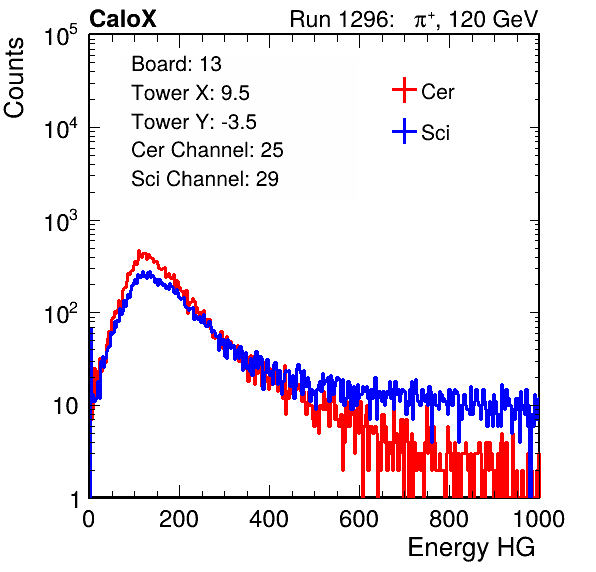 CaloX Run 1296: π⁺, 120 GeV
Counts
10⁵
10⁴
10³
10²
10
1
Board: 13
Tower X: 9.5
Tower Y: -3.5
Cer Channel: 25
Sci Channel: 29
Cer
Sci
0 200 400 600 800 1000
Energy HG